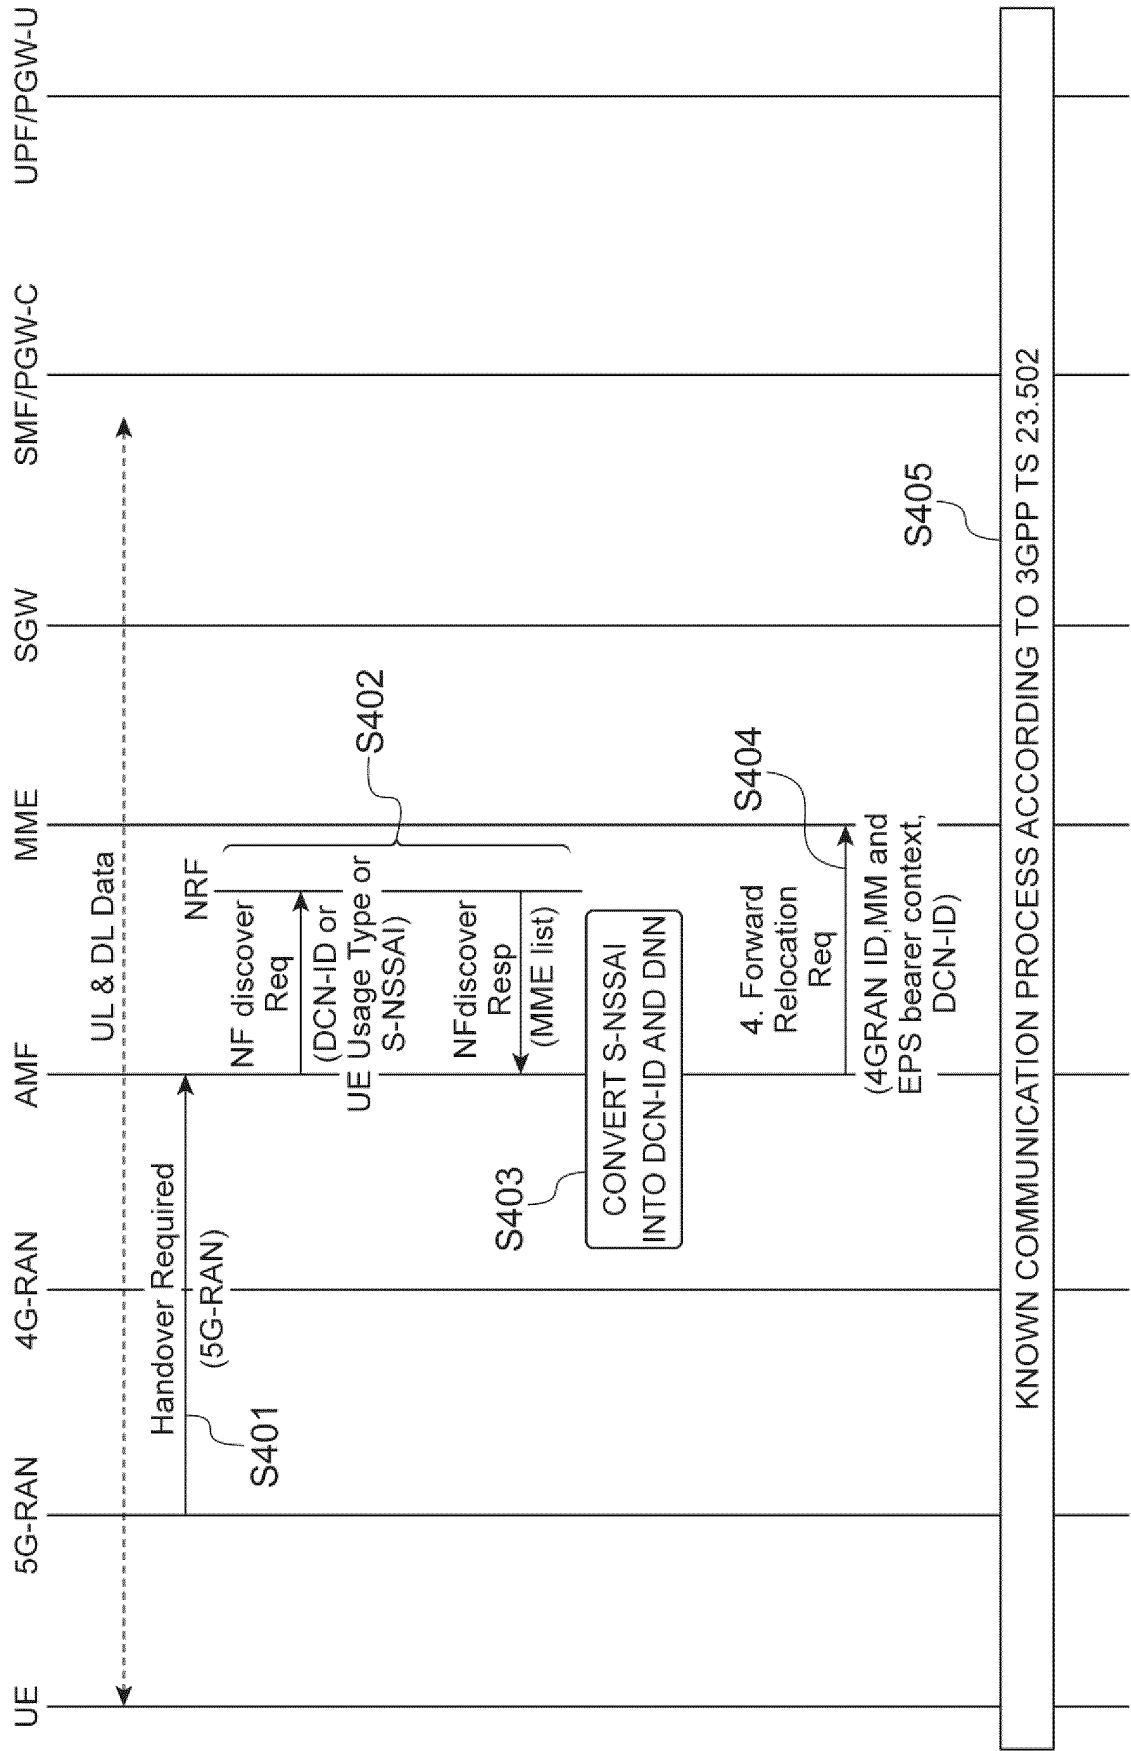 UE
5G-RAN
4G-RAN
AMF
MME
SGW
SMF/PGW-C
UPF/PGW-U
UL & DL Data
Handover Required
(5G-RAN)
S401
NRF
NF discover
Req
(DCN-ID or
UE Usage Type or
S-NSSAI)
S402
NFdiscover
Resp
(MME list)
S403
CONVERT S-NSSAI
INTO DCN-ID AND DNN
4. Forward
Relocation
Req
S404
(4GRAN ID,MM and
EPS bearer context,
DCN-ID)
S405
KNOWN COMMUNICATION PROCESS ACCORDING TO 3GPP TS 23.502